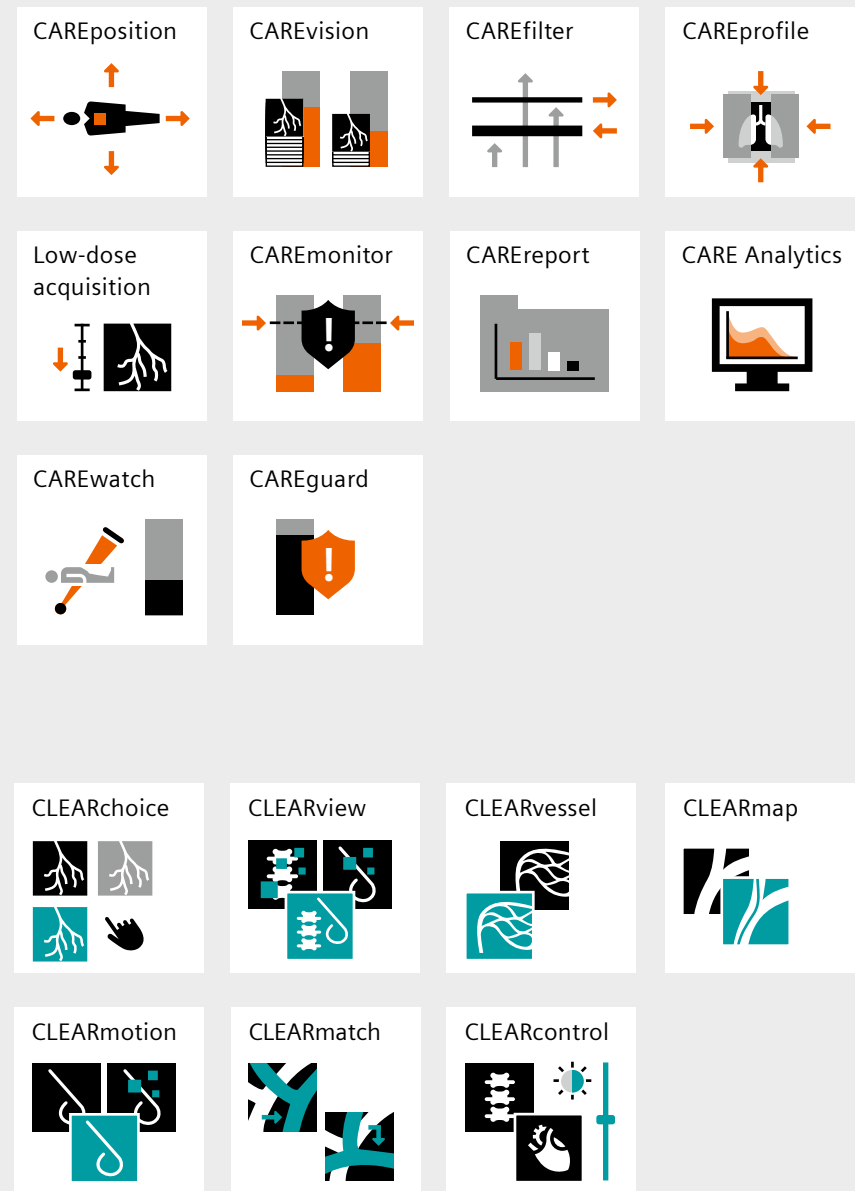 CAREposition
CAREvision
CAREfilter
CAREprofile
Low-dose
acquisition
CAREmonitor
CAREreport
CARE Analytics
CAREwatch
CAREguard
CLEARchoice
CLEARview
CLEARvessel
CLEARmap
CLEARmotion
CLEARmatch
CLEARcontrol